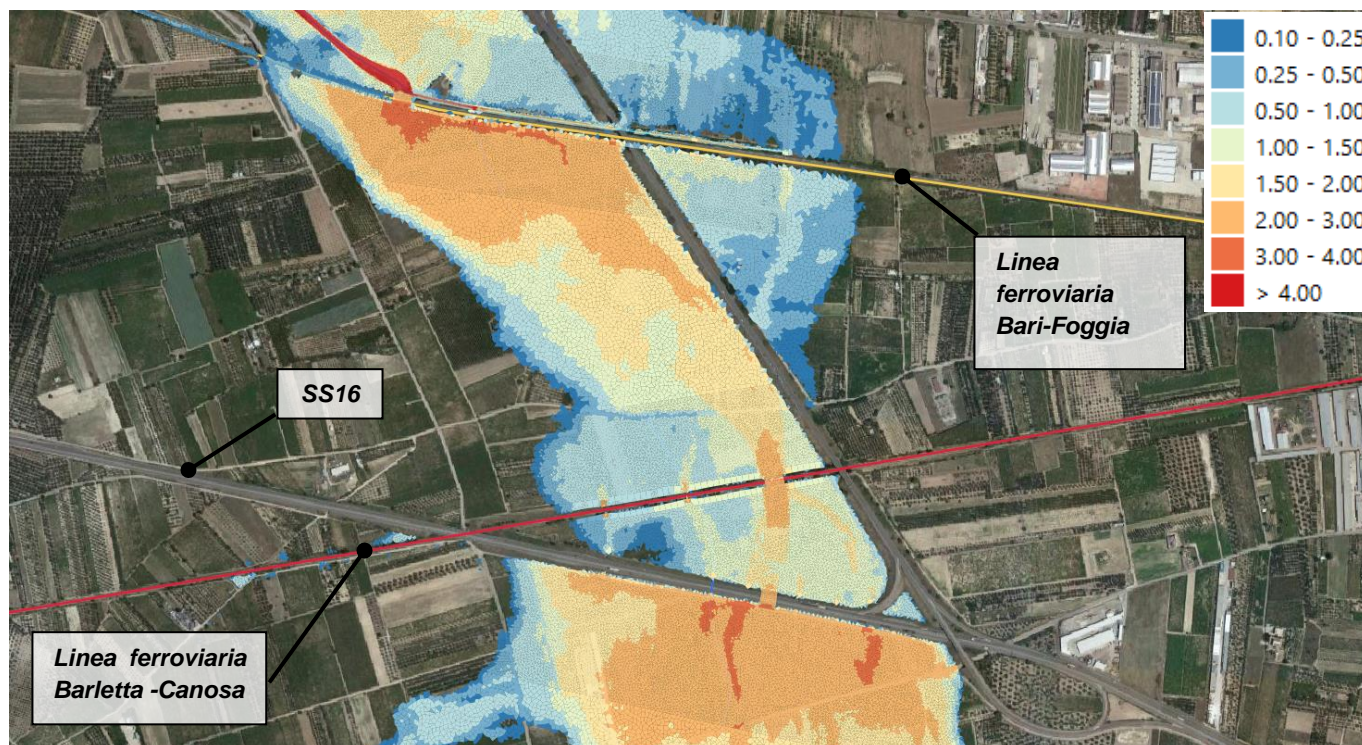 0.10 - 0.25
0.25 - 0.50
0.50 - 1.00
1.00 - 1.50
1.50 - 2.00
2.00 - 3.00
3.00 - 4.00
> 4.00
Linea
ferroviaria
Bari-Foggia
SS16
Linea ferroviaria
Barletta -Canosa